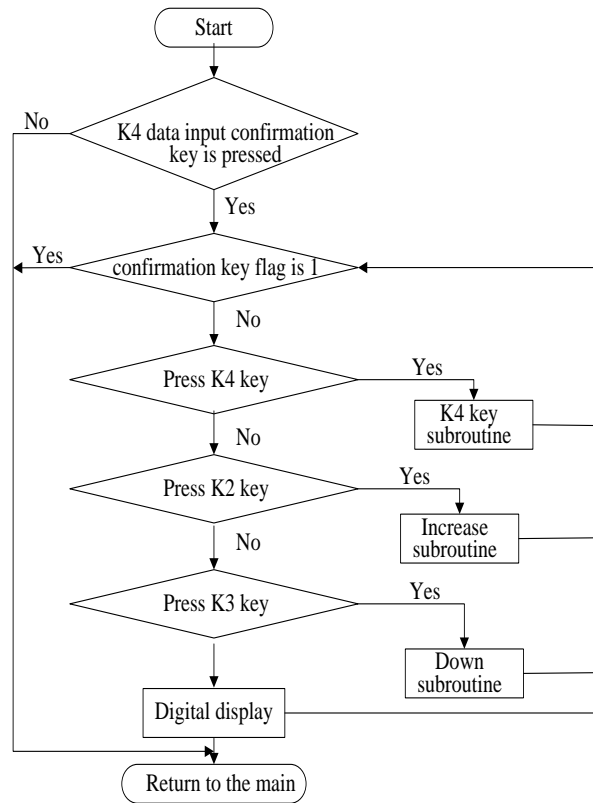 Start
No
K4 data input confirmation
key is pressed
Yes
Yes
confirmation key flag is 1
No
Press K4 key
Yes
K4 key
subroutine
No
Press K2 key
Yes
Increase
subroutine
No
Press K3 key
Yes
Down
subroutine
Digital display
Return to the main